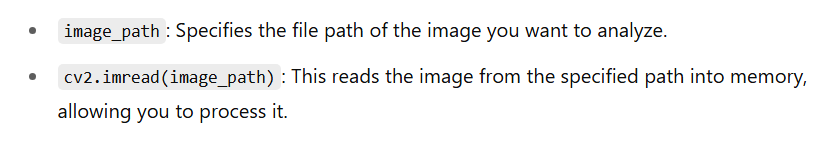 • image_path: Specifies the file path of the image you want to analyze.
• cv2.imread(image_path): This reads the image from the specified path into memory,
allowing you to process it.